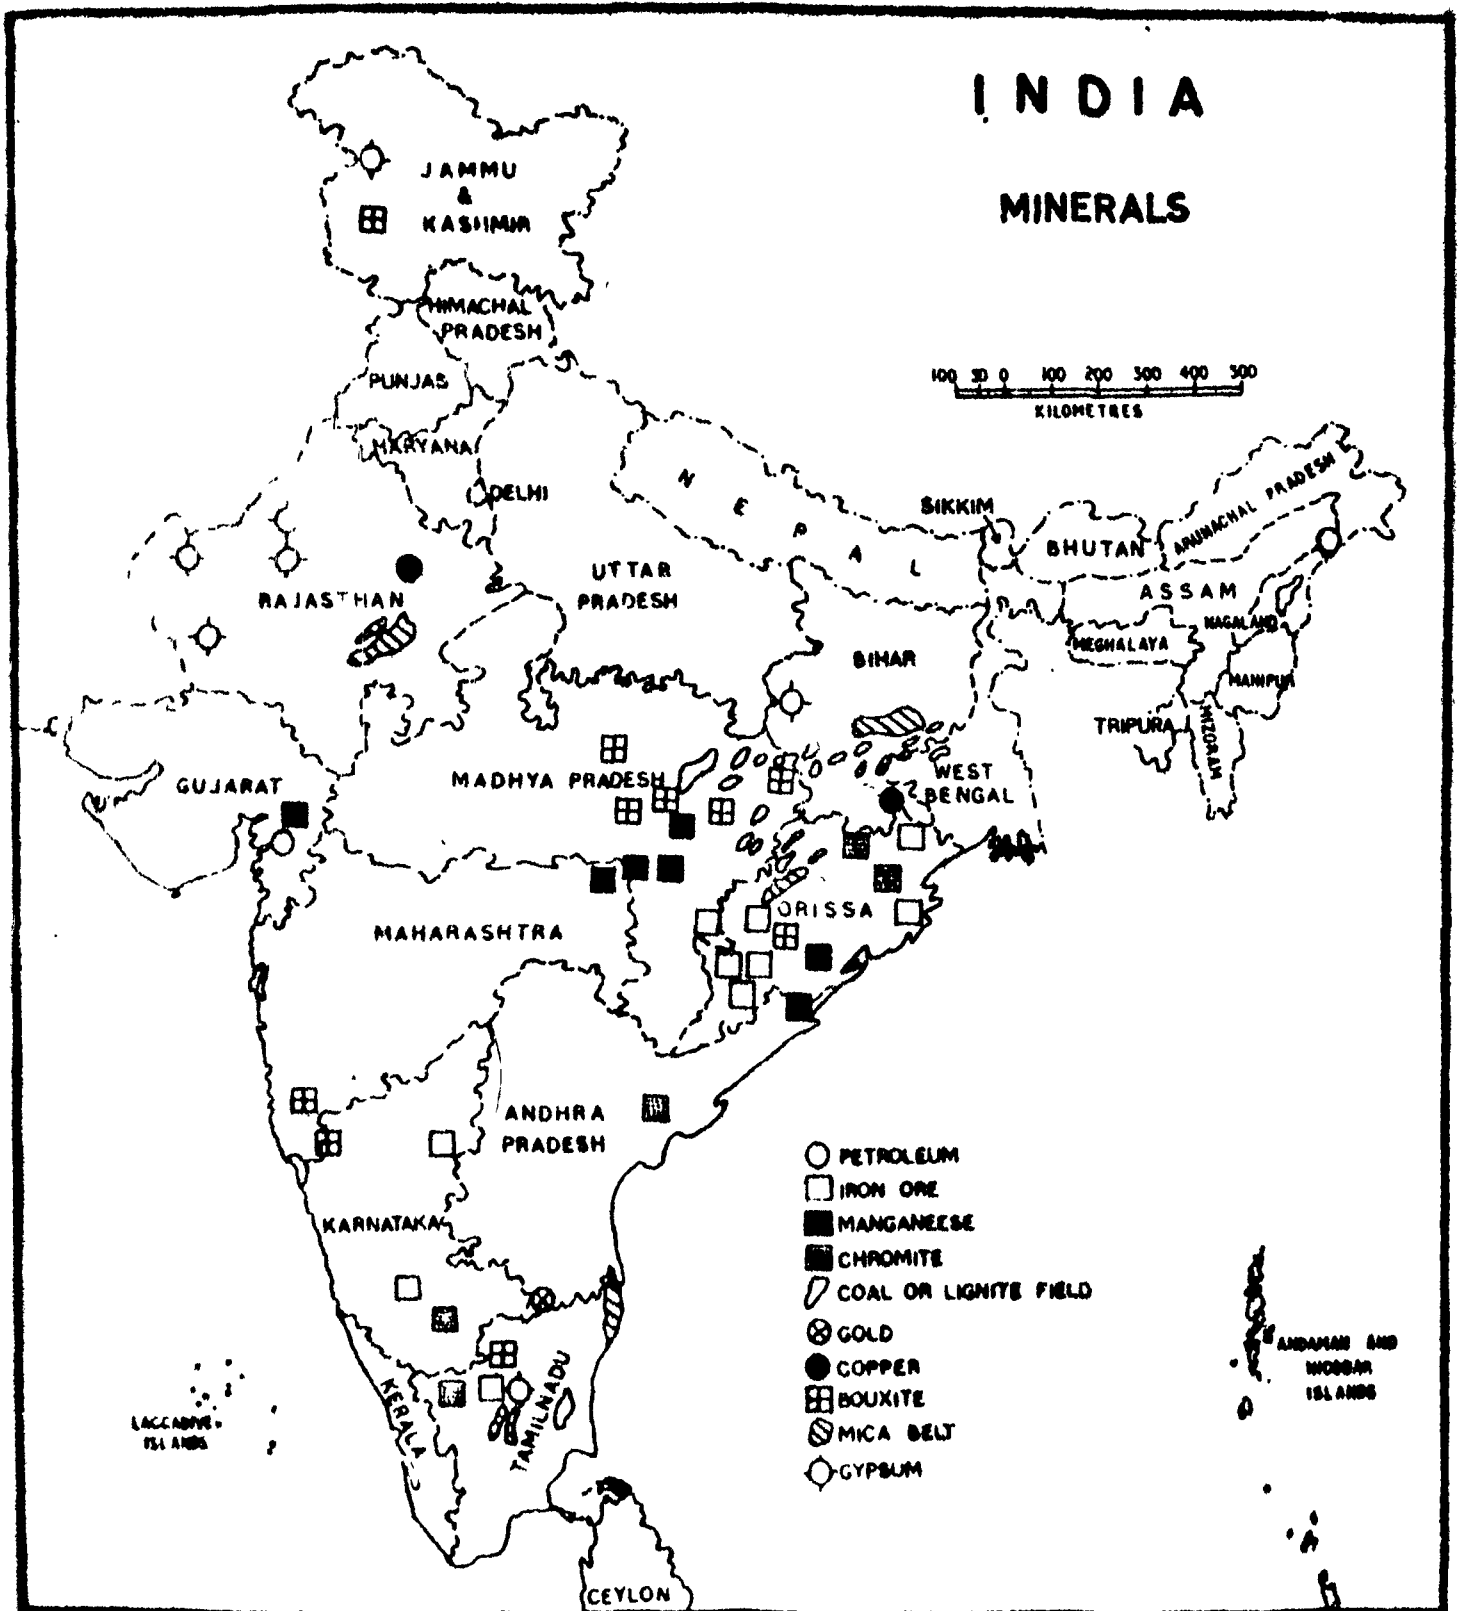 INDIA
MINERALS
JAMMU
&
KASHMIR
HIMACHAL
PRADESH
PUNJAS
HARYANA
DELHI
100 50 0 100 200 300 400 500
KILOMETRES
NEPAL
SIKKIM
BHUTAN
ARUNACHAL PRADESH
ASSAM
NAGALAND
MEGHALAYA
MANIPUR
TRIPURA
MIZORAM
RAJASTHAN
UTTAR
PRADESH
BIHAR
GUJARAT
MADHYA PRADESH
WEST
BENGAL
MAHARASHTRA
ORISSA
ANDHRA
PRADESH
KARNATAKA
KERALA
TAMILNADU
LACCADIVE
ISLANDS
CEYLON
PETROLEUM
IRON ORE
MANGANEESE
CHROMITE
COAL OR LIGNITE FIELD
GOLD
COPPER
BOUXITE
MICA BELT
GYPSUM
ANDAMAN AND
ISLANDS